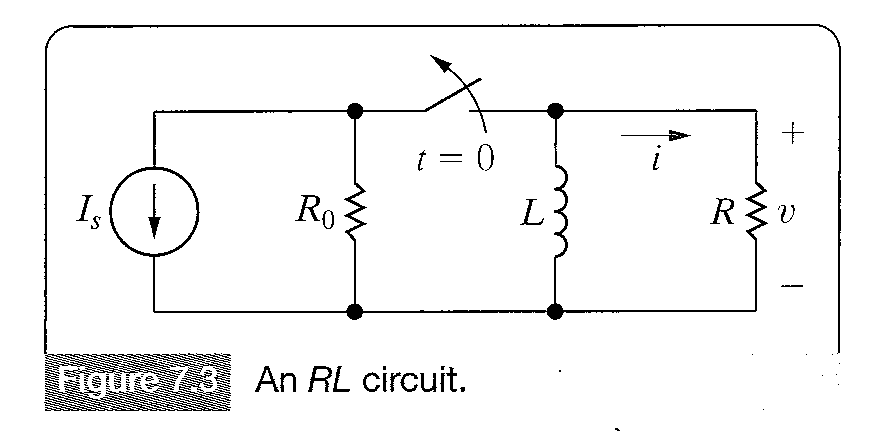 t = 0
i
+
I_s
R_0
L
R
v
−
Figure 7.3 An RL circuit.